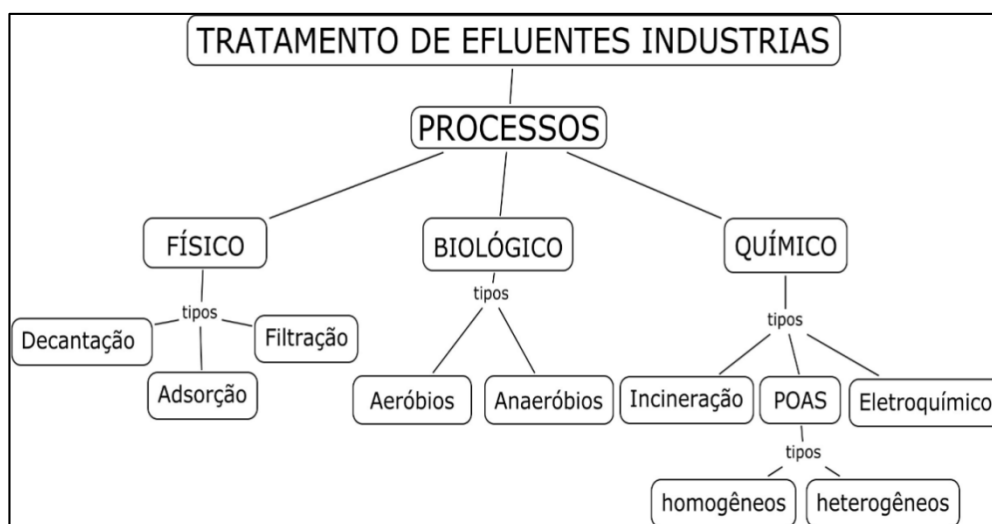 TRATAMENTO DE EFLUENTES INDUSTRIAS
PROCESSOS
FÍSICO
BIOLÓGICO
QUÍMICO
tipos
tipos
tipos
Decantação
Filtração
Adsorção
Aeróbios
Anaeróbios
Incineração
POAS
Eletroquímico
tipos
homogêneos
heterogêneos